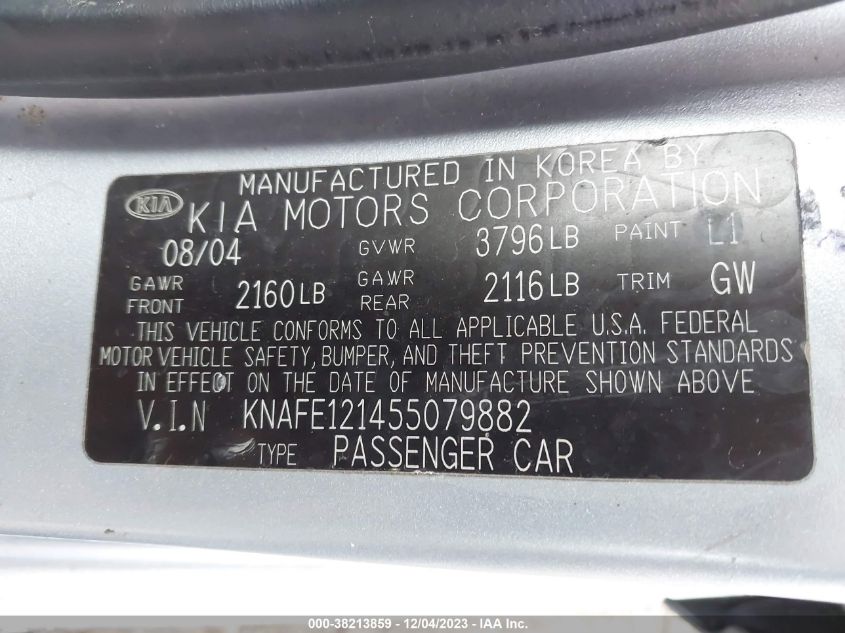 MANUFACTURED IN KOREA BY
KIA KIA MOTORS CORPORATION
08/04 GVWR 3796LB PAINT L1
GAWR FRONT 2160LB GAWR REAR 2116LB TRIM GW
THIS VEHICLE CONFORMS TO ALL APPLICABLE U.S.A. FEDERAL
MOTOR VEHICLE SAFETY, BUMPER, AND THEFT PREVENTION STANDARDS
IN EFFECT ON THE DATE OF MANUFACTURE SHOWN ABOVE
V.I.N KNAFE121455079882
TYPE PASSENGER CAR
000-38213859 - 12/04/2023 - IAA Inc.